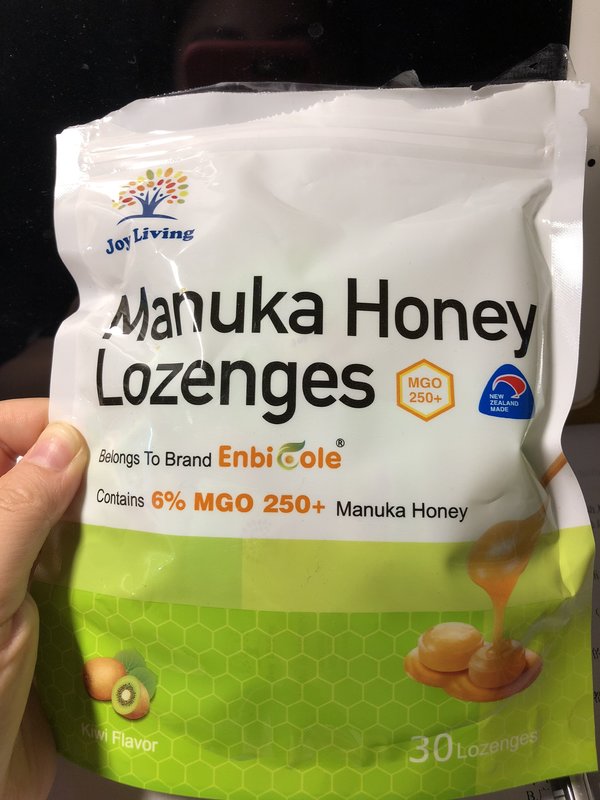 Joy Living
Manuka Honey
Lozenges
MGO
250+
NEW
ZEALAND
MADE
Belongs To Brand Enbicole®
Contains 6% MGO 250+ Manuka Honey
Kiwi Flavor
30 Lozenges